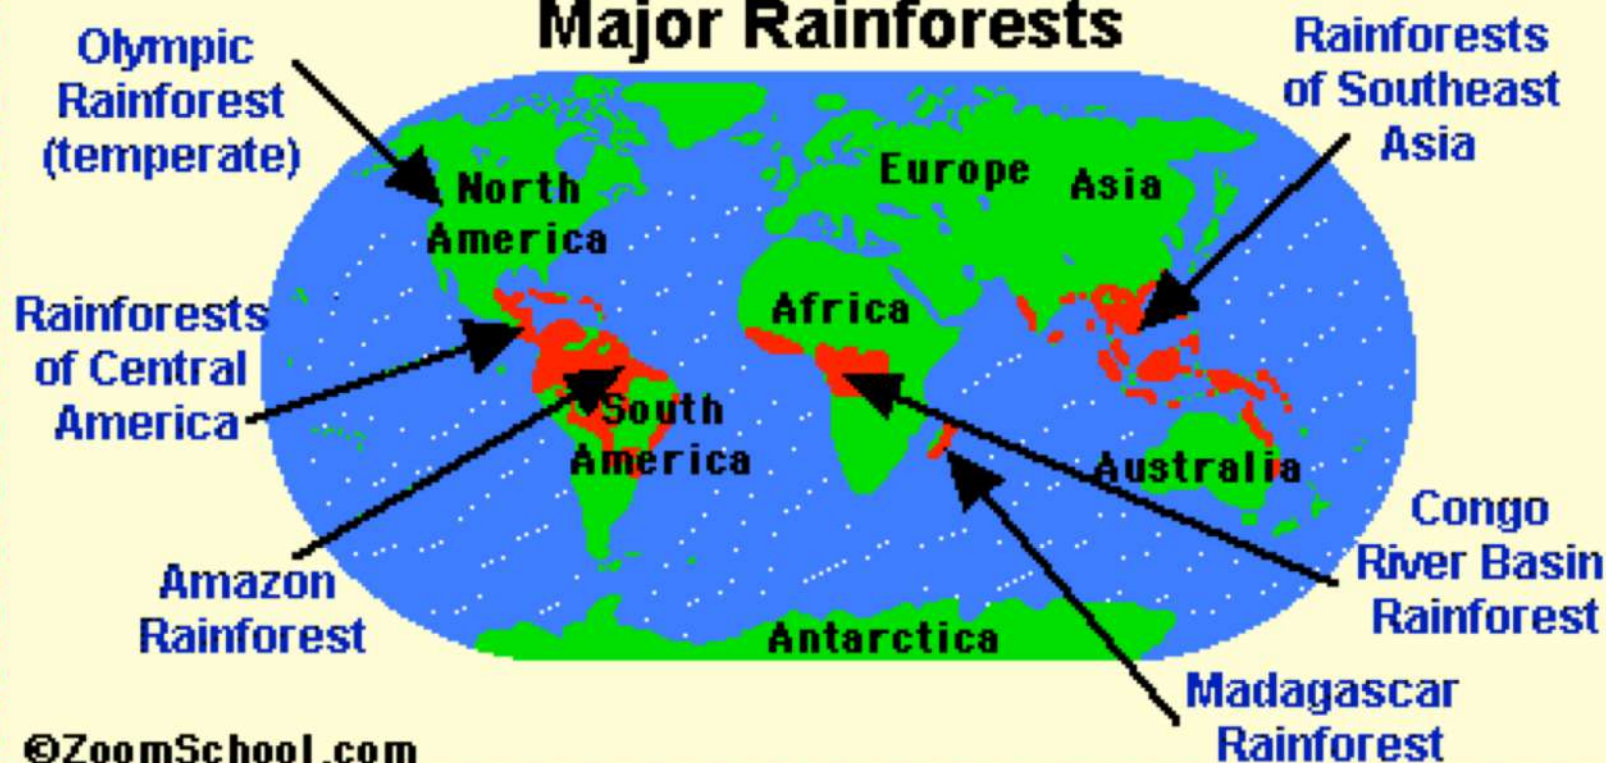 Major Rainforests
Olympic
Rainforest
(temperate)
Rainforests
of Southeast
Asia
North
America
Europe
Asia
Africa
Rainforests
of Central
America
South
America
Australia
Amazon
Rainforest
Congo
River Basin
Rainforest
Antarctica
Madagascar
Rainforest
©ZoomSchool.com